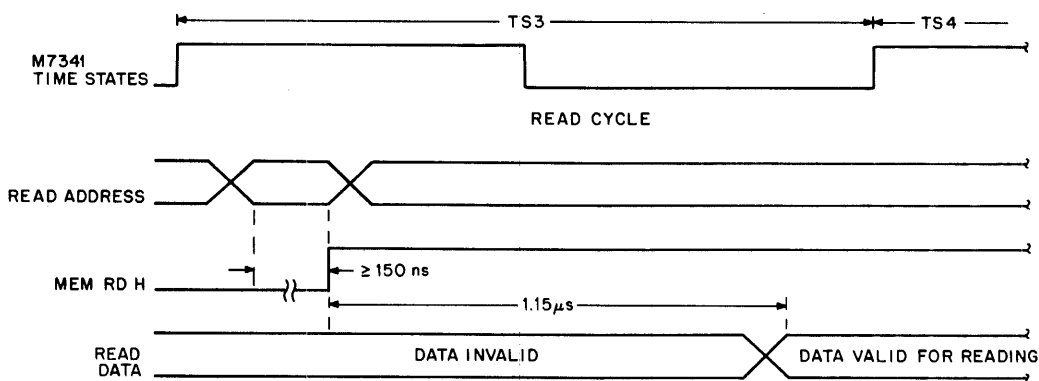 TS3
TS4
M7341
TIME STATES
READ CYCLE
READ ADDRESS
MEM RD H
≥ 150 ns
1.15μs
READ
DATA
DATA INVALID
DATA VALID FOR READING